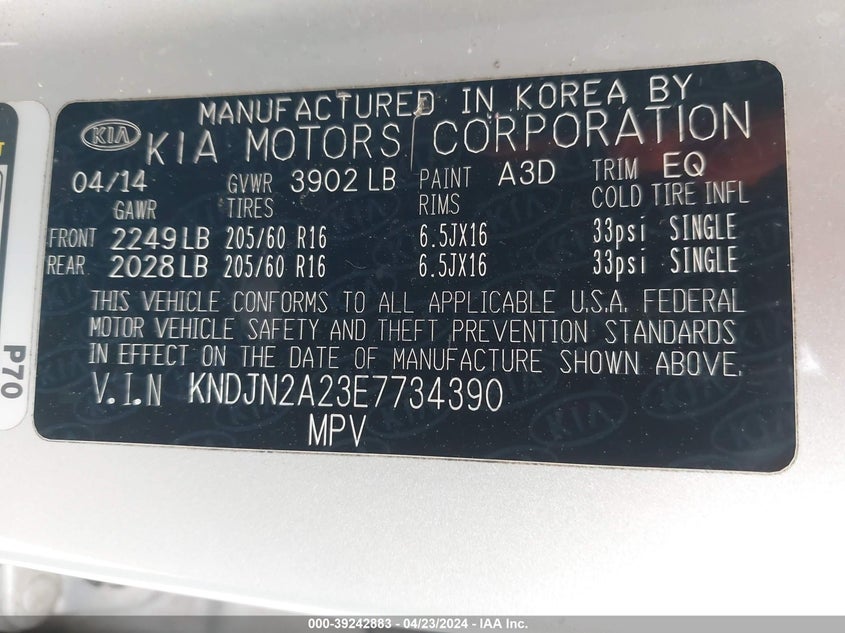 MANUFACTURED IN KOREA BY
KIA KIA MOTORS CORPORATION
04/14 GVWR 3902 LB PAINT A3D TRIM EQ
GAWR TIRES RIMS COLD TIRE INFL
FRONT 2249 LB 205/60 R16 6.5JX16 33psi SINGLE
REAR 2028 LB 205/60 R16 6.5JX16 33psi SINGLE
THIS VEHICLE CONFORMS TO ALL APPLICABLE U.S.A. FEDERAL
MOTOR VEHICLE SAFETY AND THEFT PREVENTION STANDARDS
IN EFFECT ON THE DATE OF MANUFACTURE SHOWN ABOVE.
V.I.N KNDJN2A23E7734390
MPV
P70
000-39242883 - 04/23/2024 - IAA Inc.